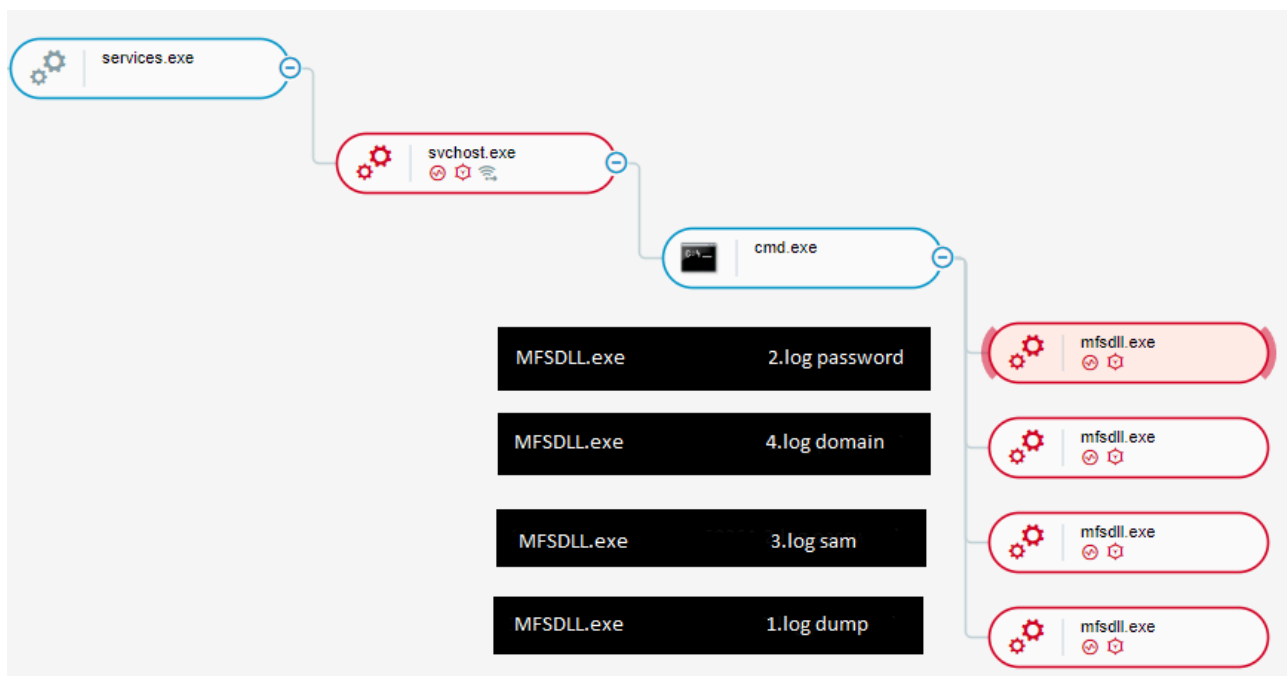 services.exe
svchost.exe
cmd.exe
MFSDLL.exe 2.log password
mfsdll.exe
MFSDLL.exe 4.log domain
mfsdll.exe
MFSDLL.exe 3.log sam
mfsdll.exe
MFSDLL.exe 1.log dump
mfsdll.exe